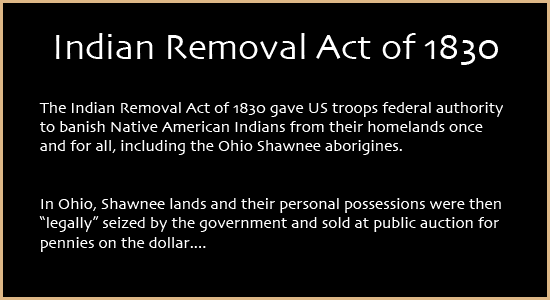 Indian Removal Act of 1830
The Indian Removal Act of 1830 gave US troops federal authority
to banish Native American Indians from their homelands once
and for all, including the Ohio Shawnee aborigines.
In Ohio, Shawnee lands and their personal possessions were then
“legally” seized by the government and sold at public auction for
pennies on the dollar....